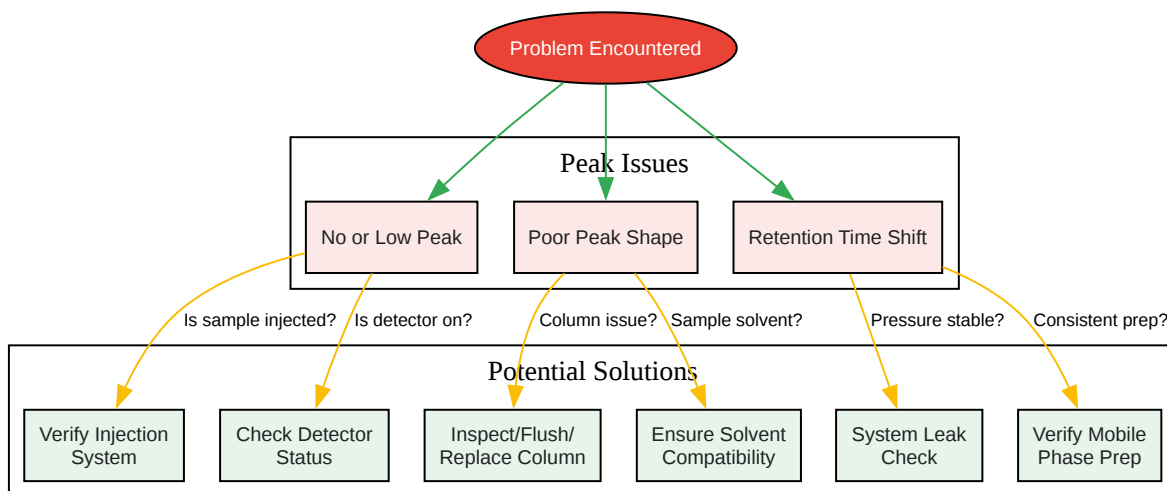 Problem Encountered
Peak Issues
No or Low Peak
Poor Peak Shape
Retention Time Shift
Is sample injected?
Is detector on?
Column issue?
Sample solvent?
Pressure stable?
Consistent prep?
Potential Solutions
Verify Injection
System
Check Detector
Status
Inspect/Flush/
Replace Column
Ensure Solvent
Compatibility
System Leak
Check
Verify Mobile
Phase Prep